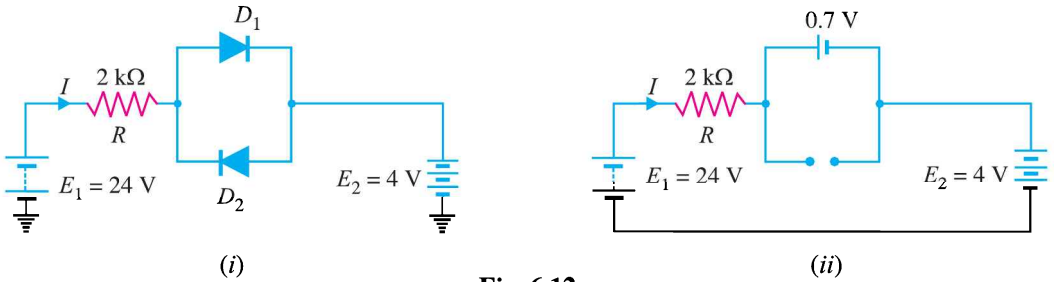 D1
I
2 kΩ
R
E1 = 24 V
D2
E2 = 4 V
(i)
0.7 V
I
2 kΩ
R
E1 = 24 V
E2 = 4 V
(ii)